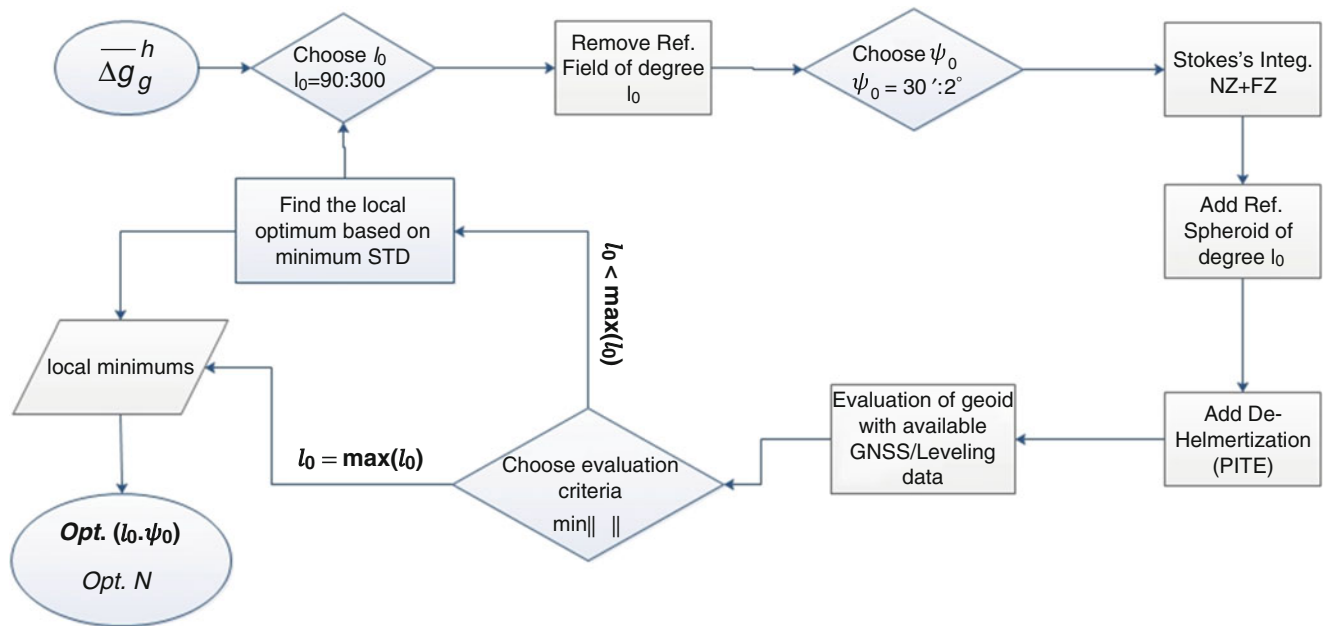 Δg g h
Choose l₀
l₀=90:300
Remove Ref.
Field of degree
l₀
Choose ψ₀
ψ₀ = 30 ′:2°
Stokes's Integ.
NZ+FZ
Add Ref.
Spheroid of
degree l₀
Add De-
Helmertization
(PITE)
Evaluation of geoid
with available
GNSS/Leveling
data
Choose evaluation
criteria
min‖ ‖
l₀ < max(l₀)
l₀ = max(l₀)
Find the local
optimum based on
minimum STD
local minimums
Opt. (l₀.ψ₀)
Opt. N